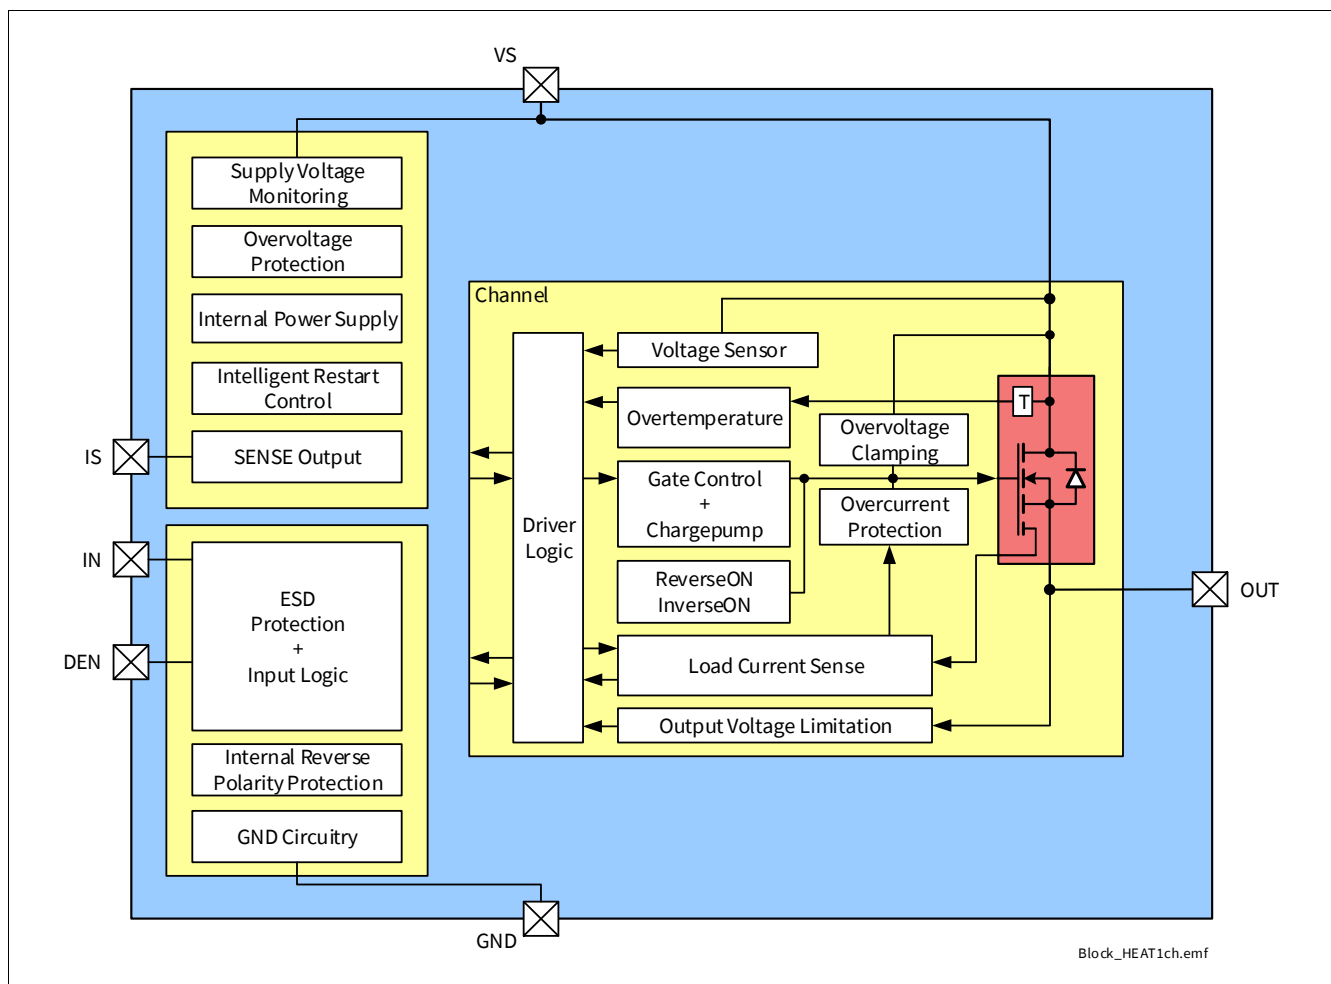 VS
Supply Voltage
Monitoring
Overvoltage
Protection
Internal Power Supply
Intelligent Restart
Control
IS
SENSE Output
IN
DEN
ESD
Protection
+
Input Logic
Internal Reverse
Polarity Protection
GND Circuitry
GND
Channel
Driver
Logic
Voltage Sensor
Overtemperature
T
Overvoltage
Clamping
Gate Control
+
Chargepump
Overcurrent
Protection
ReverseON
InverseON
Load Current Sense
Output Voltage Limitation
OUT
Block_HEAT1ch.emf